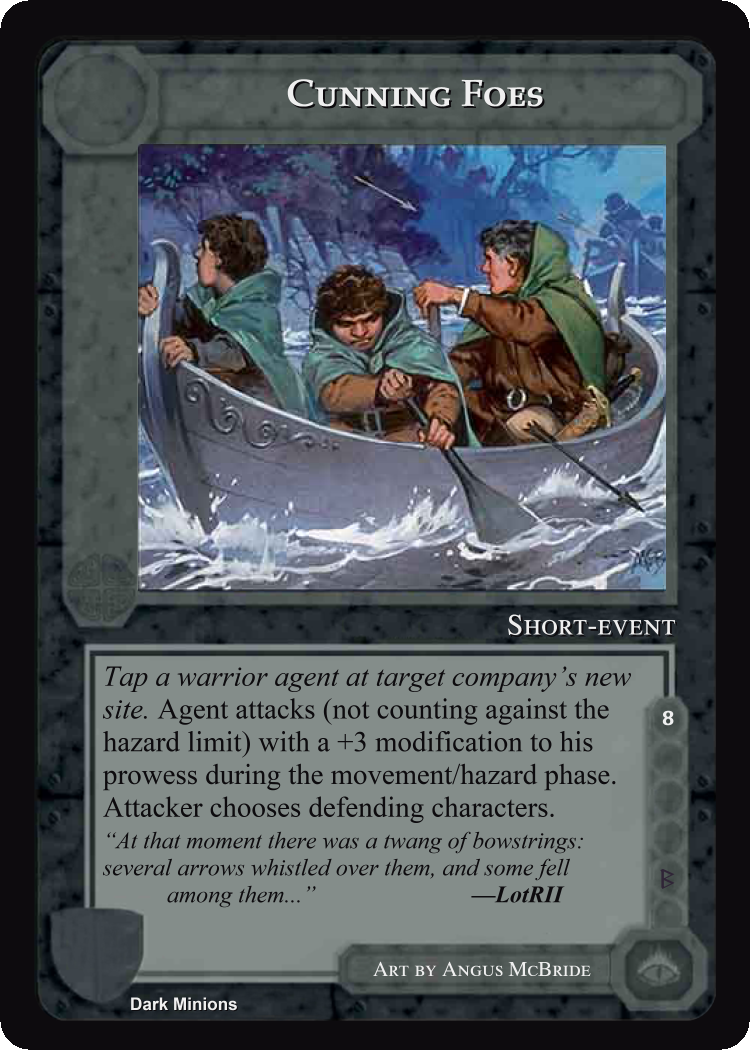 Cunning Foes
Short-event
Tap a warrior agent at target company's new
site. Agent attacks (not counting against the
8
hazard limit) with a +3 modification to his
prowess during the movement/hazard phase.
Attacker chooses defending characters.
"At that moment there was a twang of bowstrings:
several arrows whistled over them, and some fell
among them..." —LotRII
Art by Angus McBride
Dark Minions